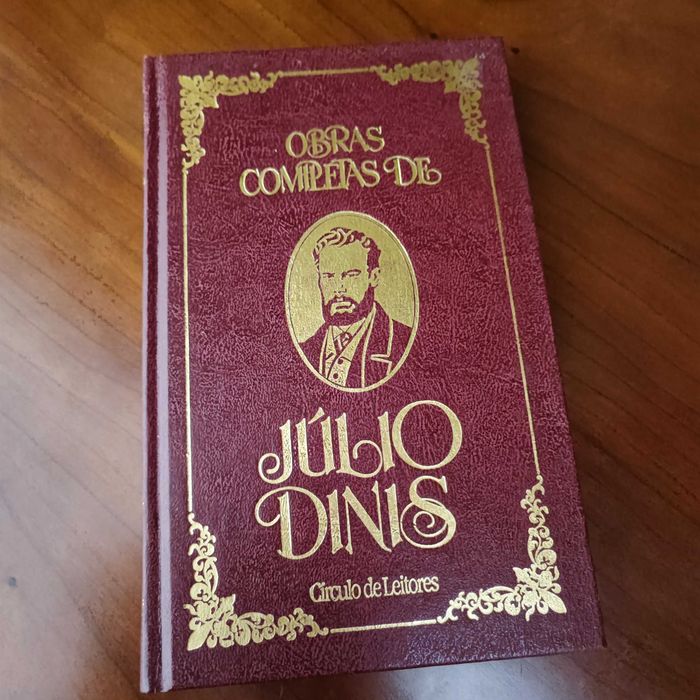 OBRAS
COMPLETAS DE
JÚLIO
DINIS
Círculo de Leitores